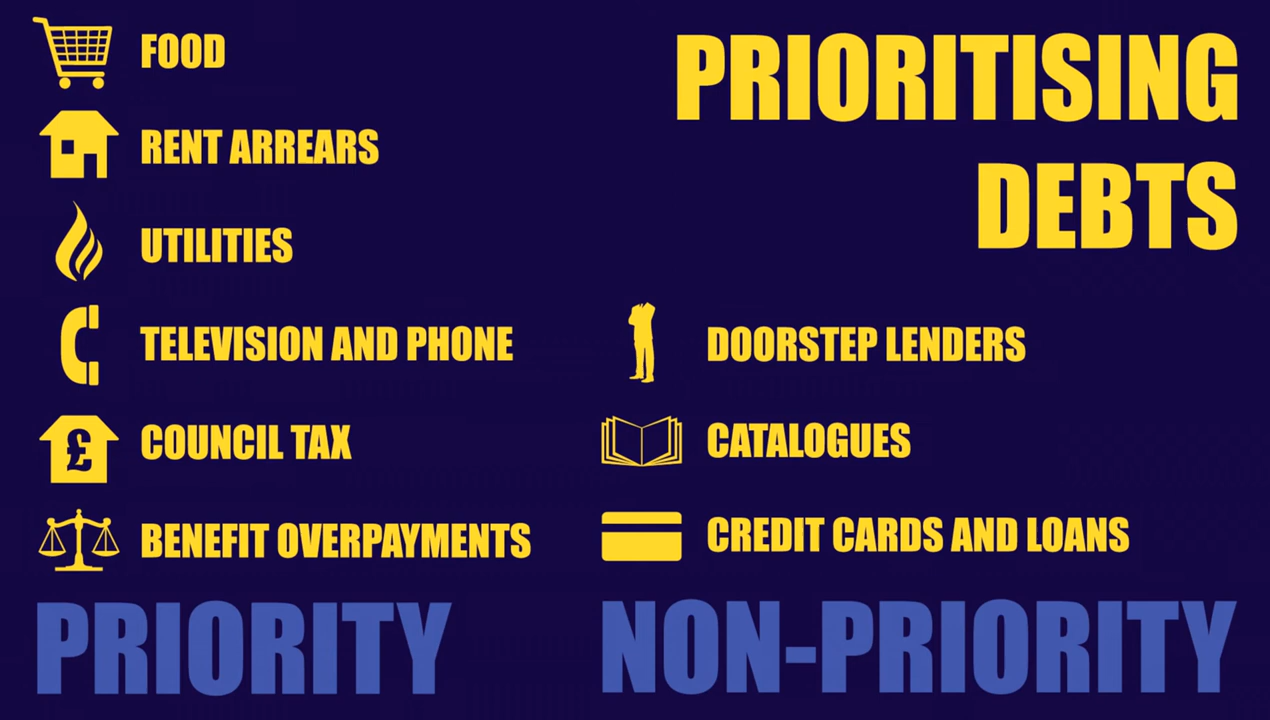 PRIORITISING
DEBTS
FOOD
RENT ARREARS
UTILITIES
TELEVISION AND PHONE
COUNCIL TAX
£
BENEFIT OVERPAYMENTS
PRIORITY
DOORSTEP LENDERS
CATALOGUES
CREDIT CARDS AND LOANS
NON-PRIORITY